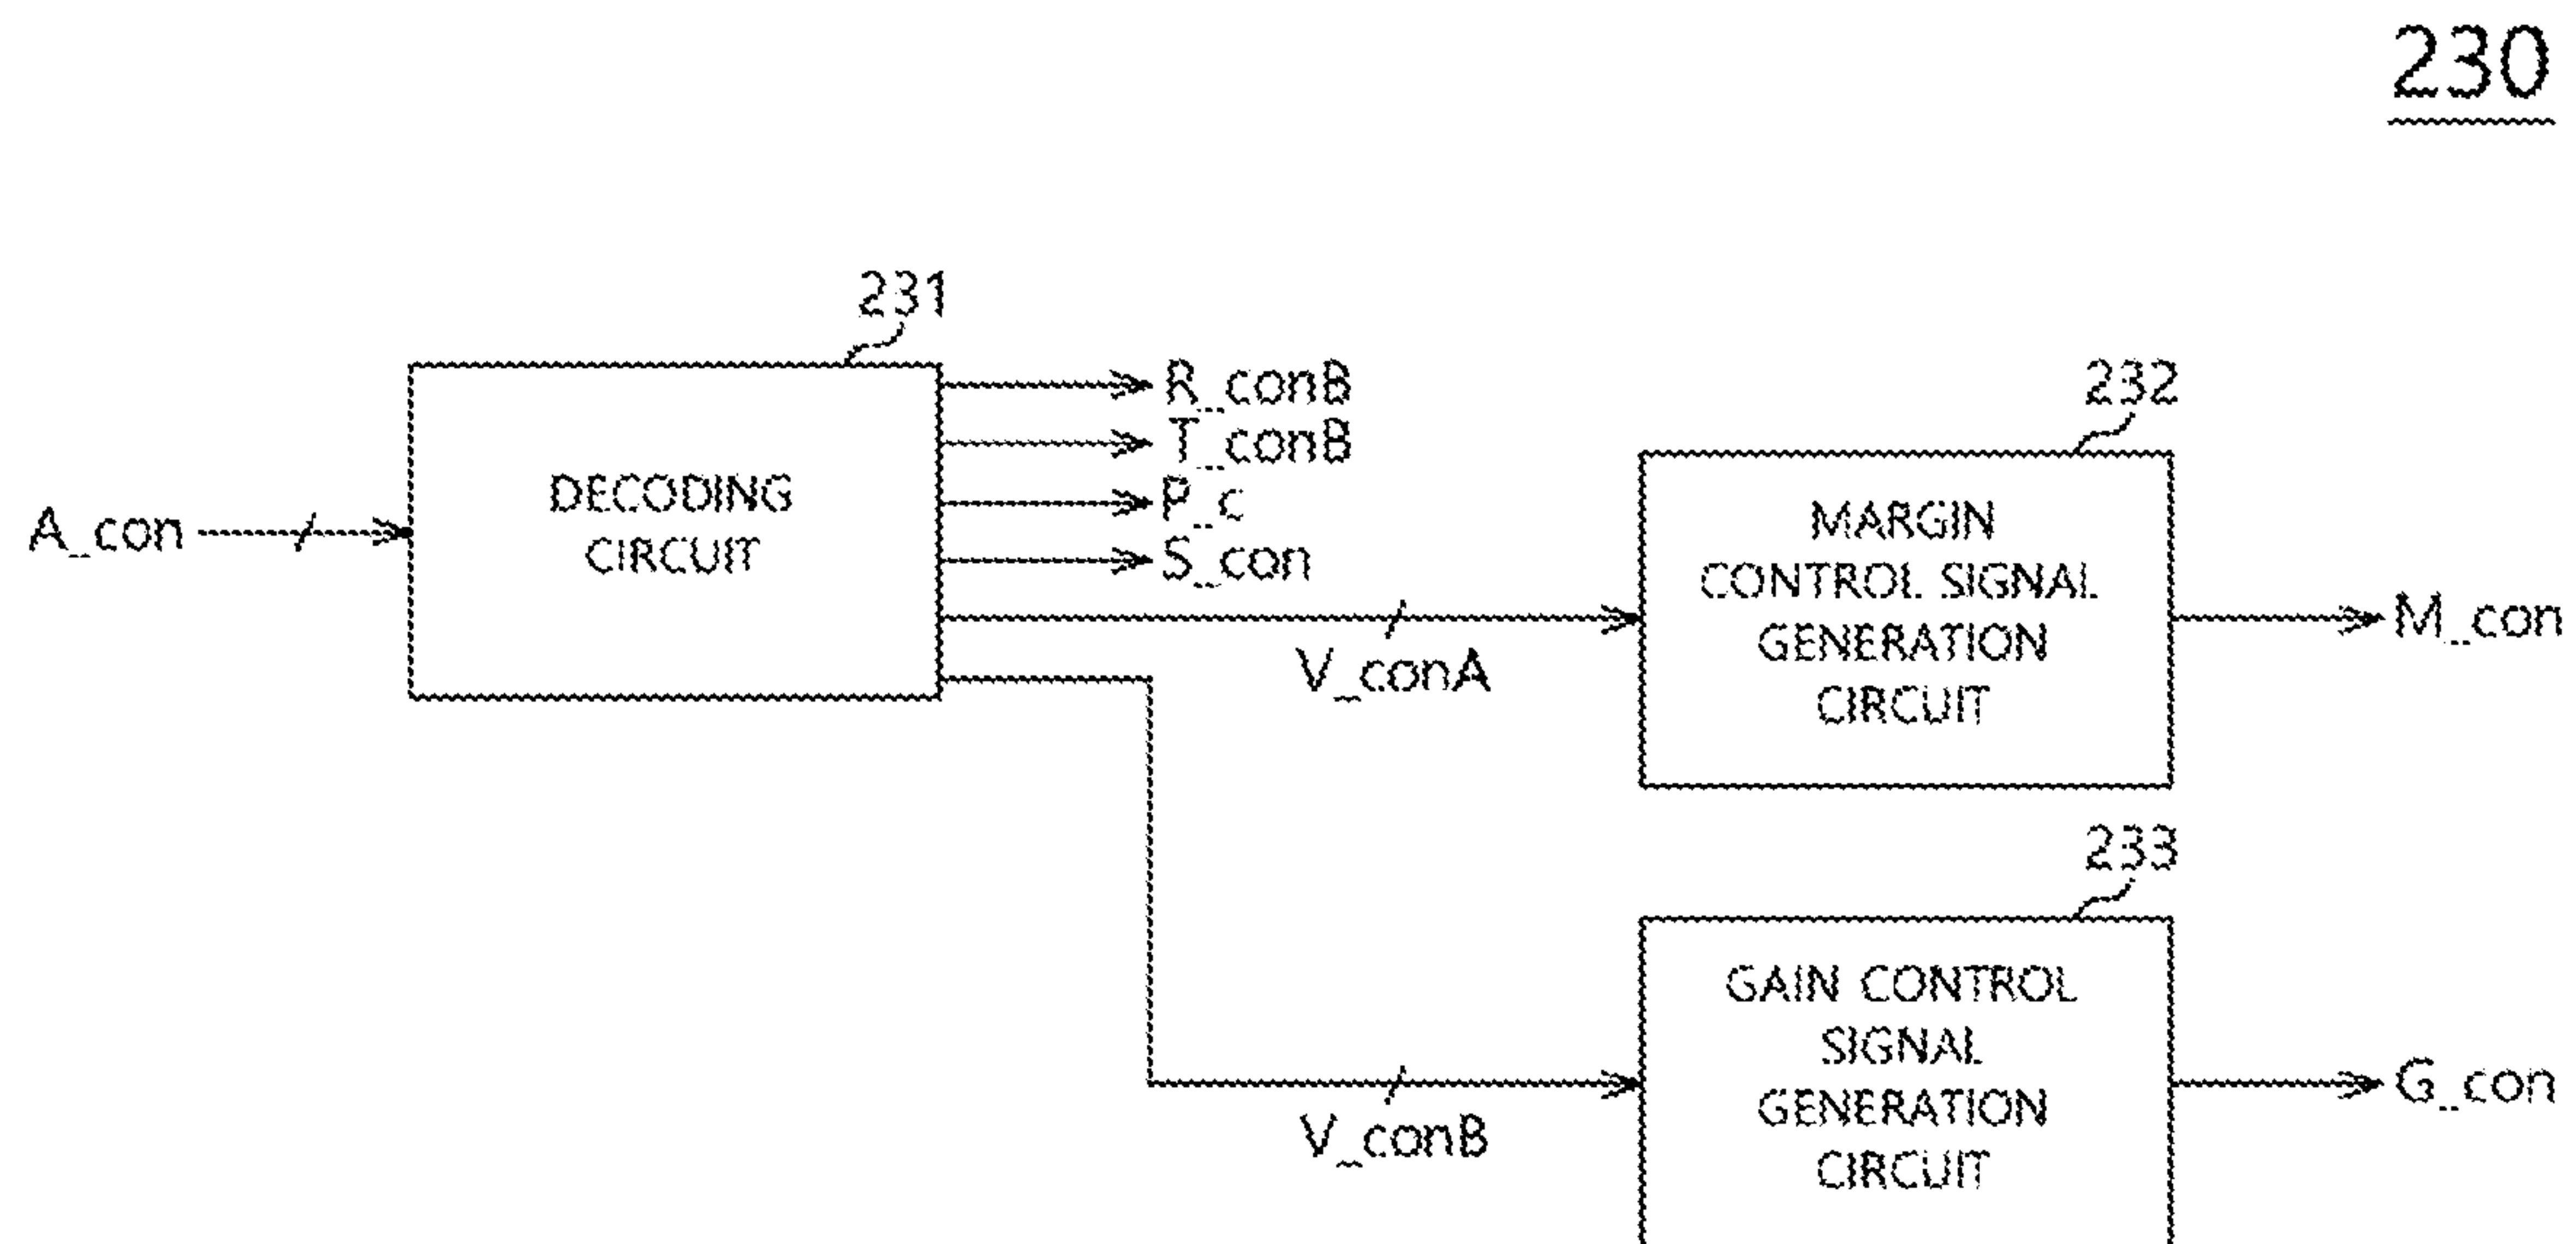 230
231
R_conB
T_conB
P_c
S_con
A_con
DECODING
CIRCUIT
V_conA
232
MARGIN
CONTROL SIGNAL
GENERATION
CIRCUIT
M_con
233
GAIN CONTROL
SIGNAL
GENERATION
CIRCUIT
V_conB
G_con